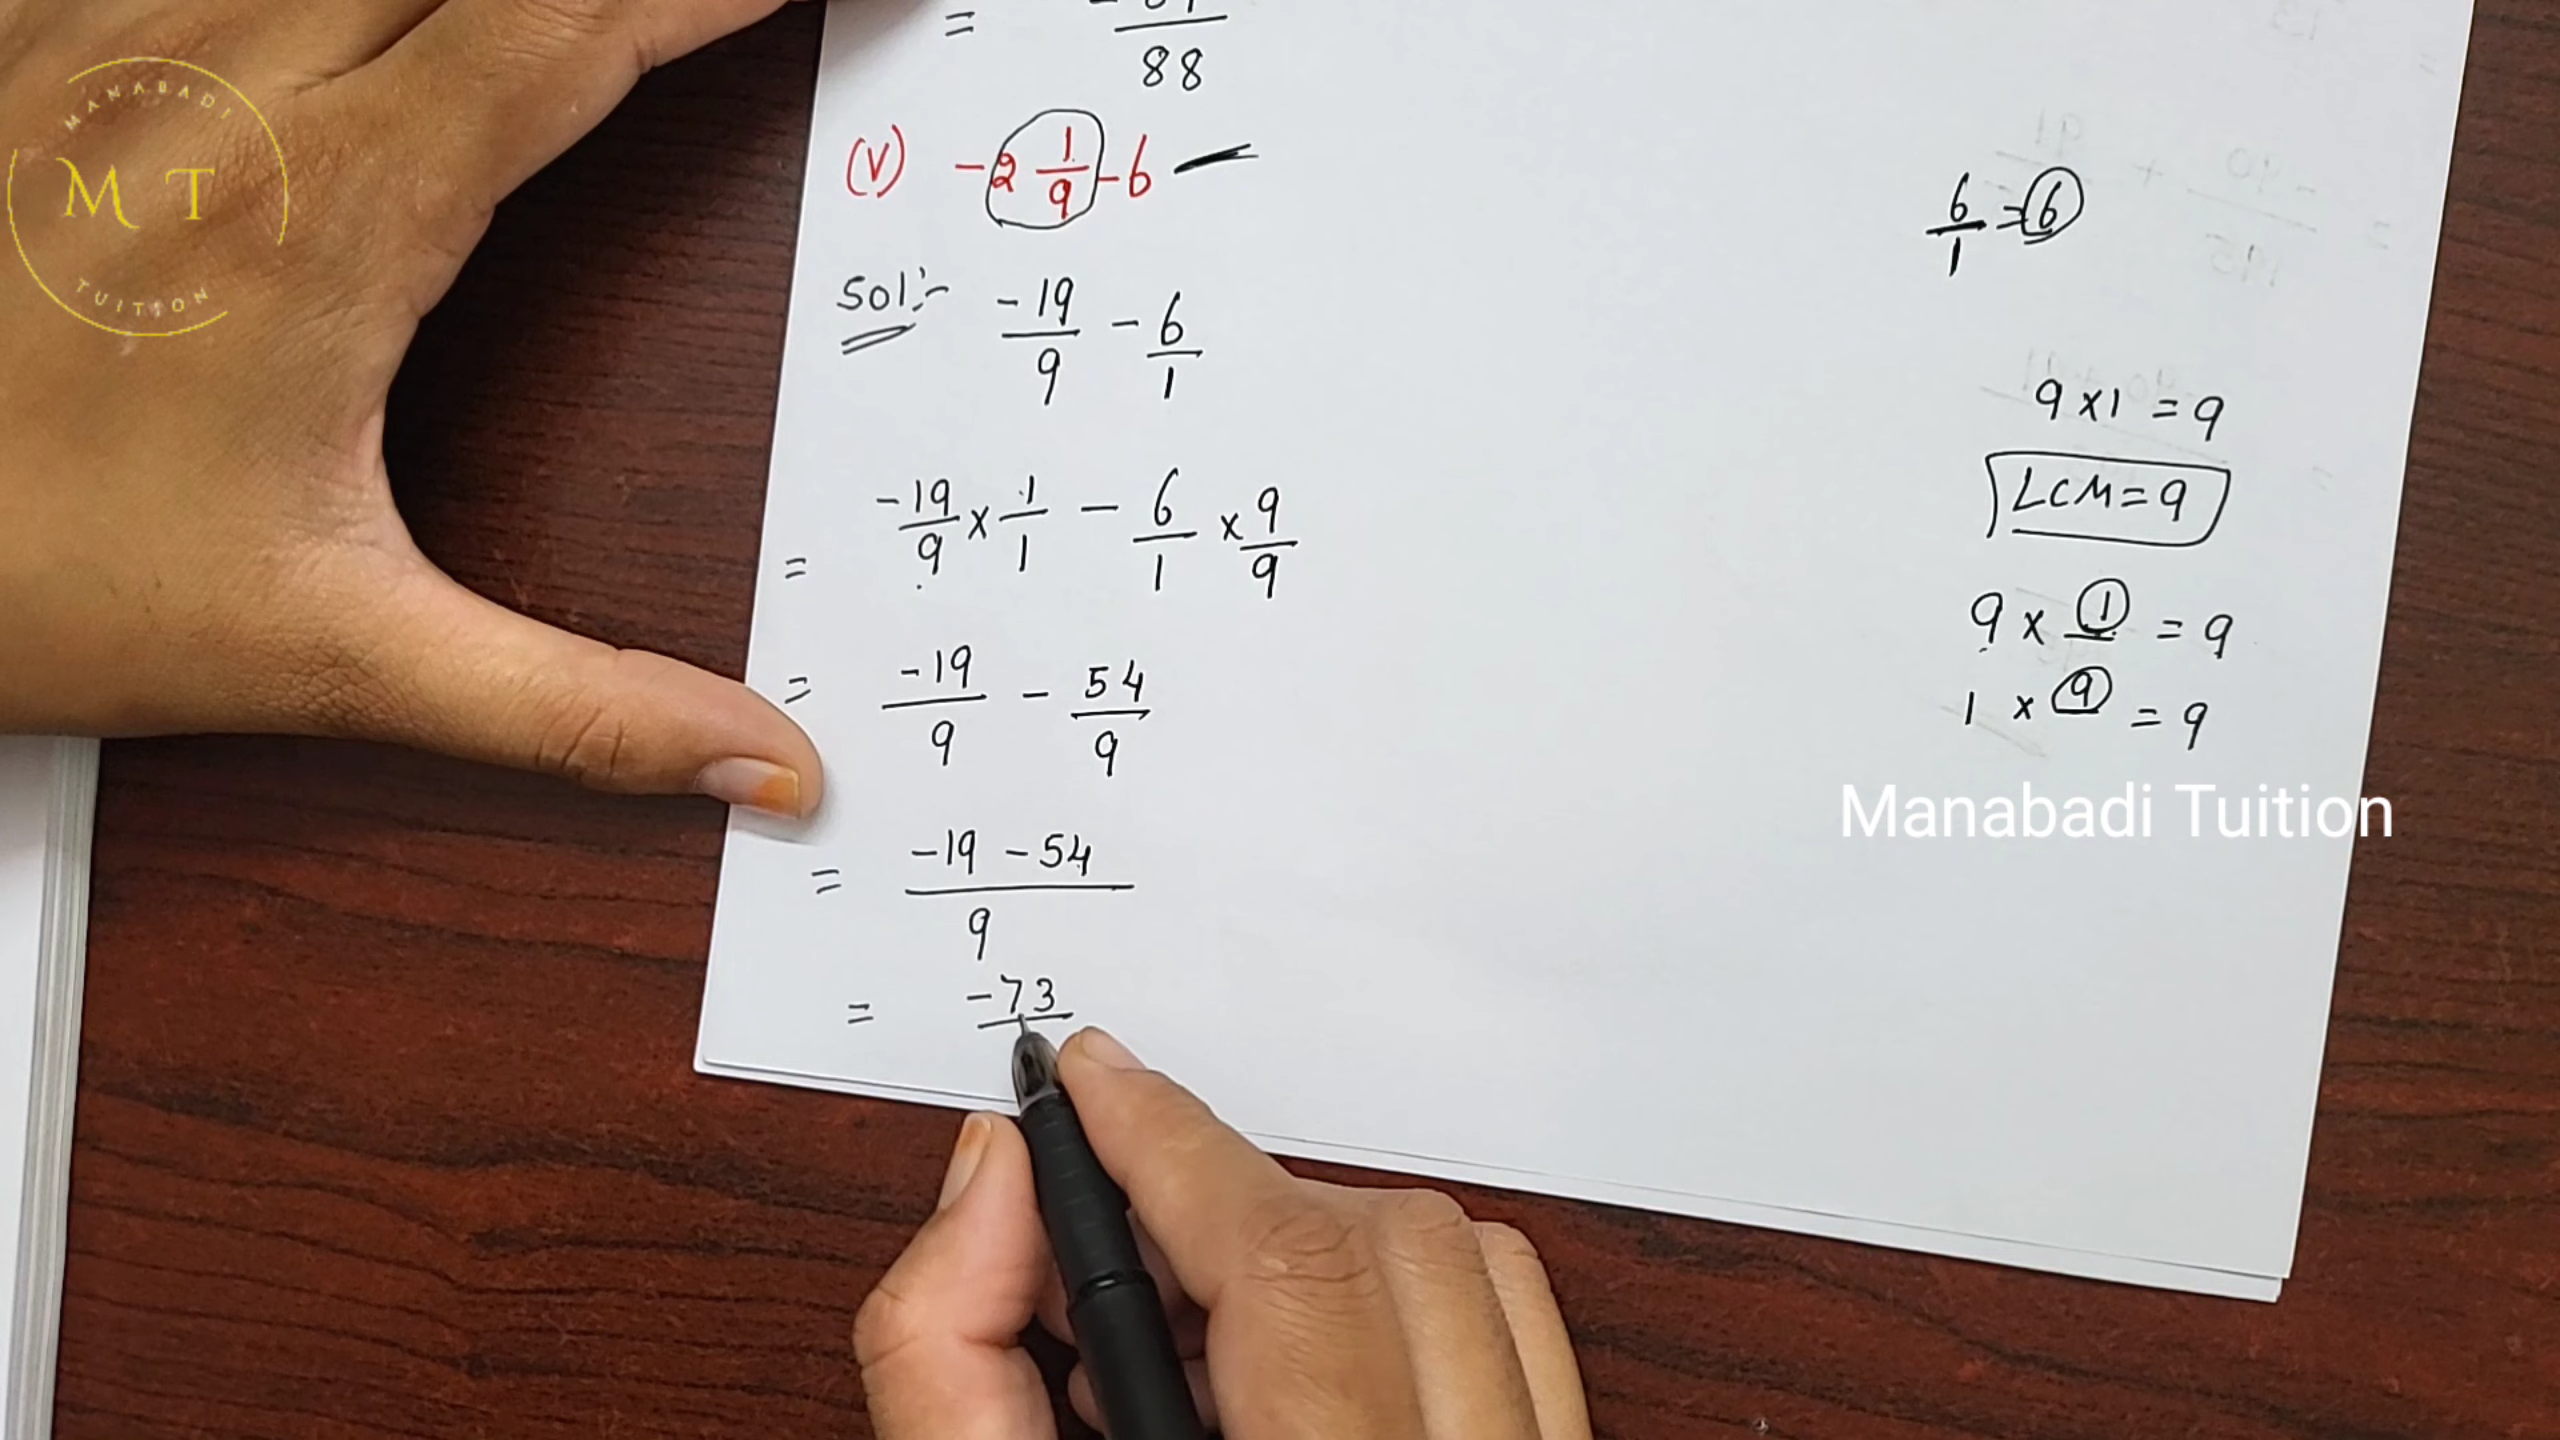 MANABADI
M T
TUITION
=
88
(V) -2 1/9 - 6
6/1 = 6
Sol:- -19/9 - 6/1
9 x 1 = 9
LCM = 9
= -19/9 x 1/1 - 6/1 x 9/9
9 x 1 = 9
= -19/9 - 54/9
1 x 9 = 9
Manabadi Tuition
= -19 - 54/9
= -73